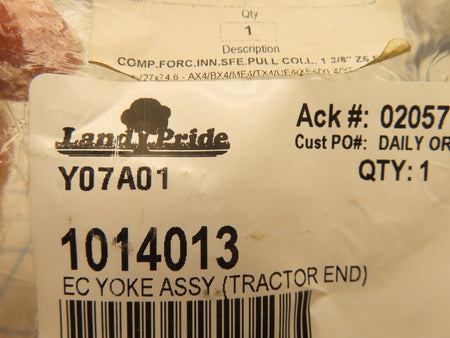 Qty
1
Description
COMP.FORC.INN.SFE.PULL COLL. 1 3/8" Z6
Land Pride
Ack #: 02057
Cust PO#: DAILY OR
Y07A01
QTY: 1
1014013
EC YOKE ASSY (TRACTOR END)